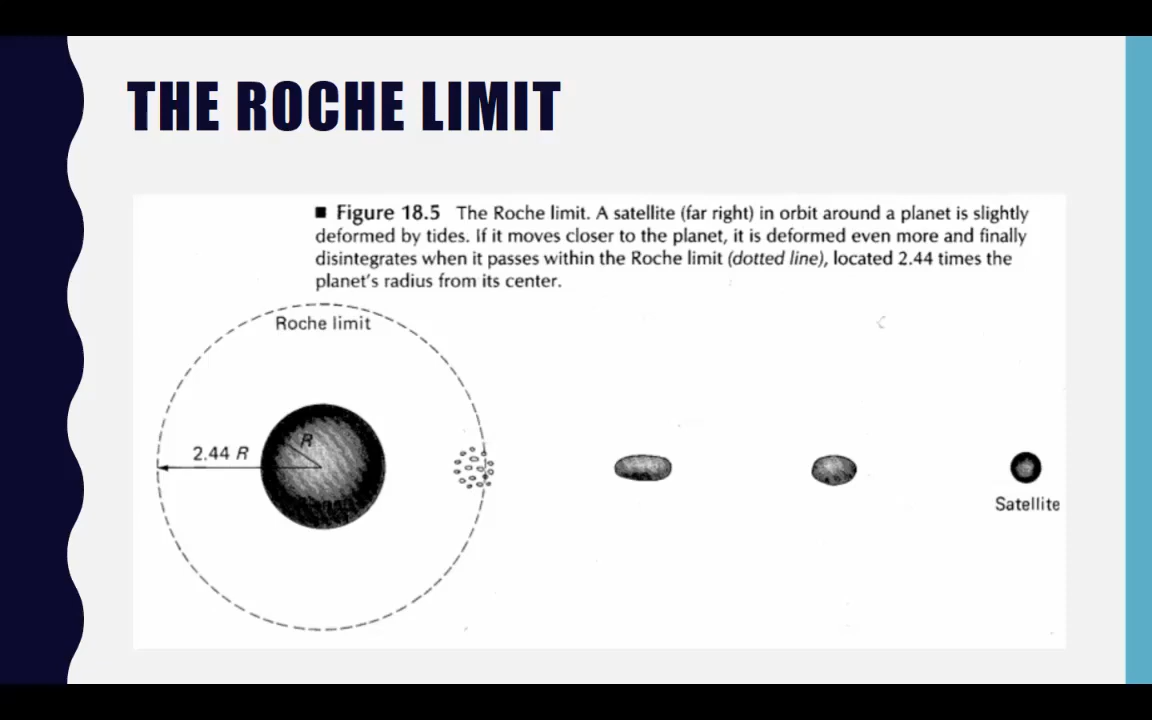 THE ROCHE LIMIT
■ Figure 18.5 The Roche limit. A satellite (far right) in orbit around a planet is slightly
deformed by tides. If it moves closer to the planet, it is deformed even more and finally
disintegrates when it passes within the Roche limit (dotted line), located 2.44 times the
planet's radius from its center.
Roche limit
R
2.44 R
Satellite